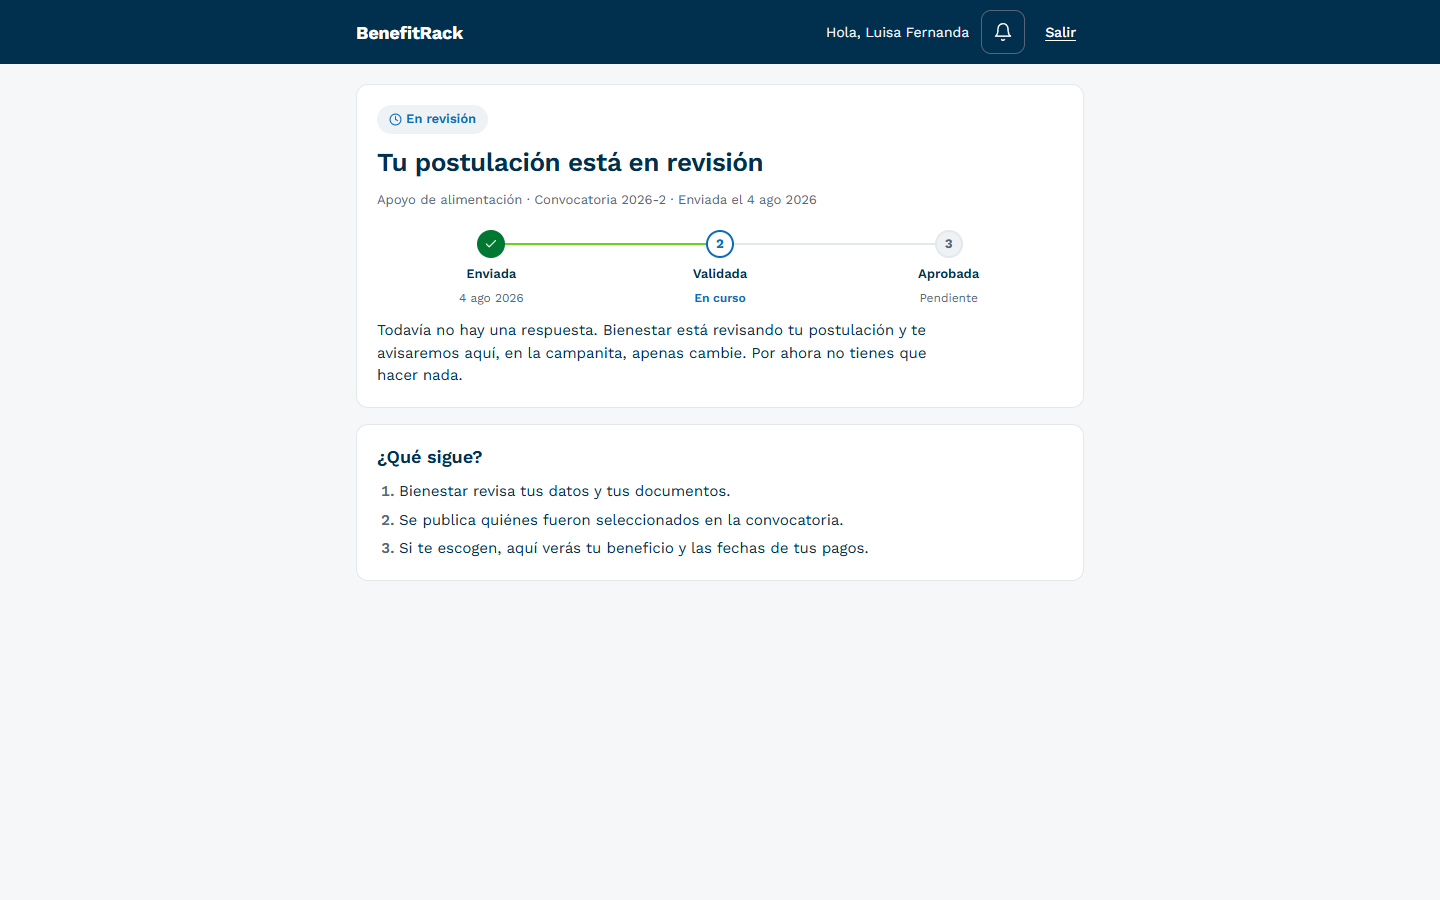 BenefitRack
Hola, Luisa Fernanda
Salir
En revisión
Tu postulación está en revisión
Apoyo de alimentación · Convocatoria 2026-2 · Enviada el 4 ago 2026
2
3
Enviada
Validada
Aprobada
4 ago 2026
En curso
Pendiente
Todavía no hay una respuesta. Bienestar está revisando tu postulación y te
avisaremos aquí, en la campanita, apenas cambie. Por ahora no tienes que
hacer nada.
¿Qué sigue?
1. Bienestar revisa tus datos y tus documentos.
2. Se publica quiénes fueron seleccionados en la convocatoria.
3. Si te escogen, aquí verás tu beneficio y las fechas de tus pagos.